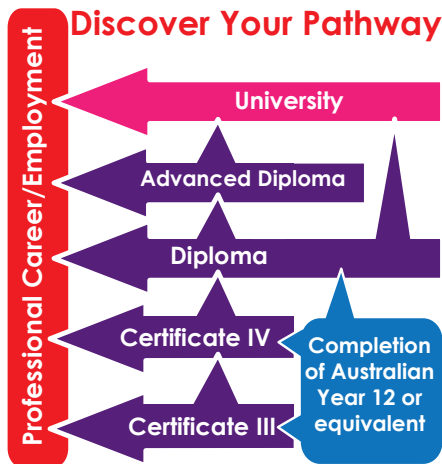 Discover Your Pathway
Professional Career/Employment
University
Advanced Diploma
Diploma
Certificate IV
Certificate III
Completion
of Australian
Year 12 or
equivalent